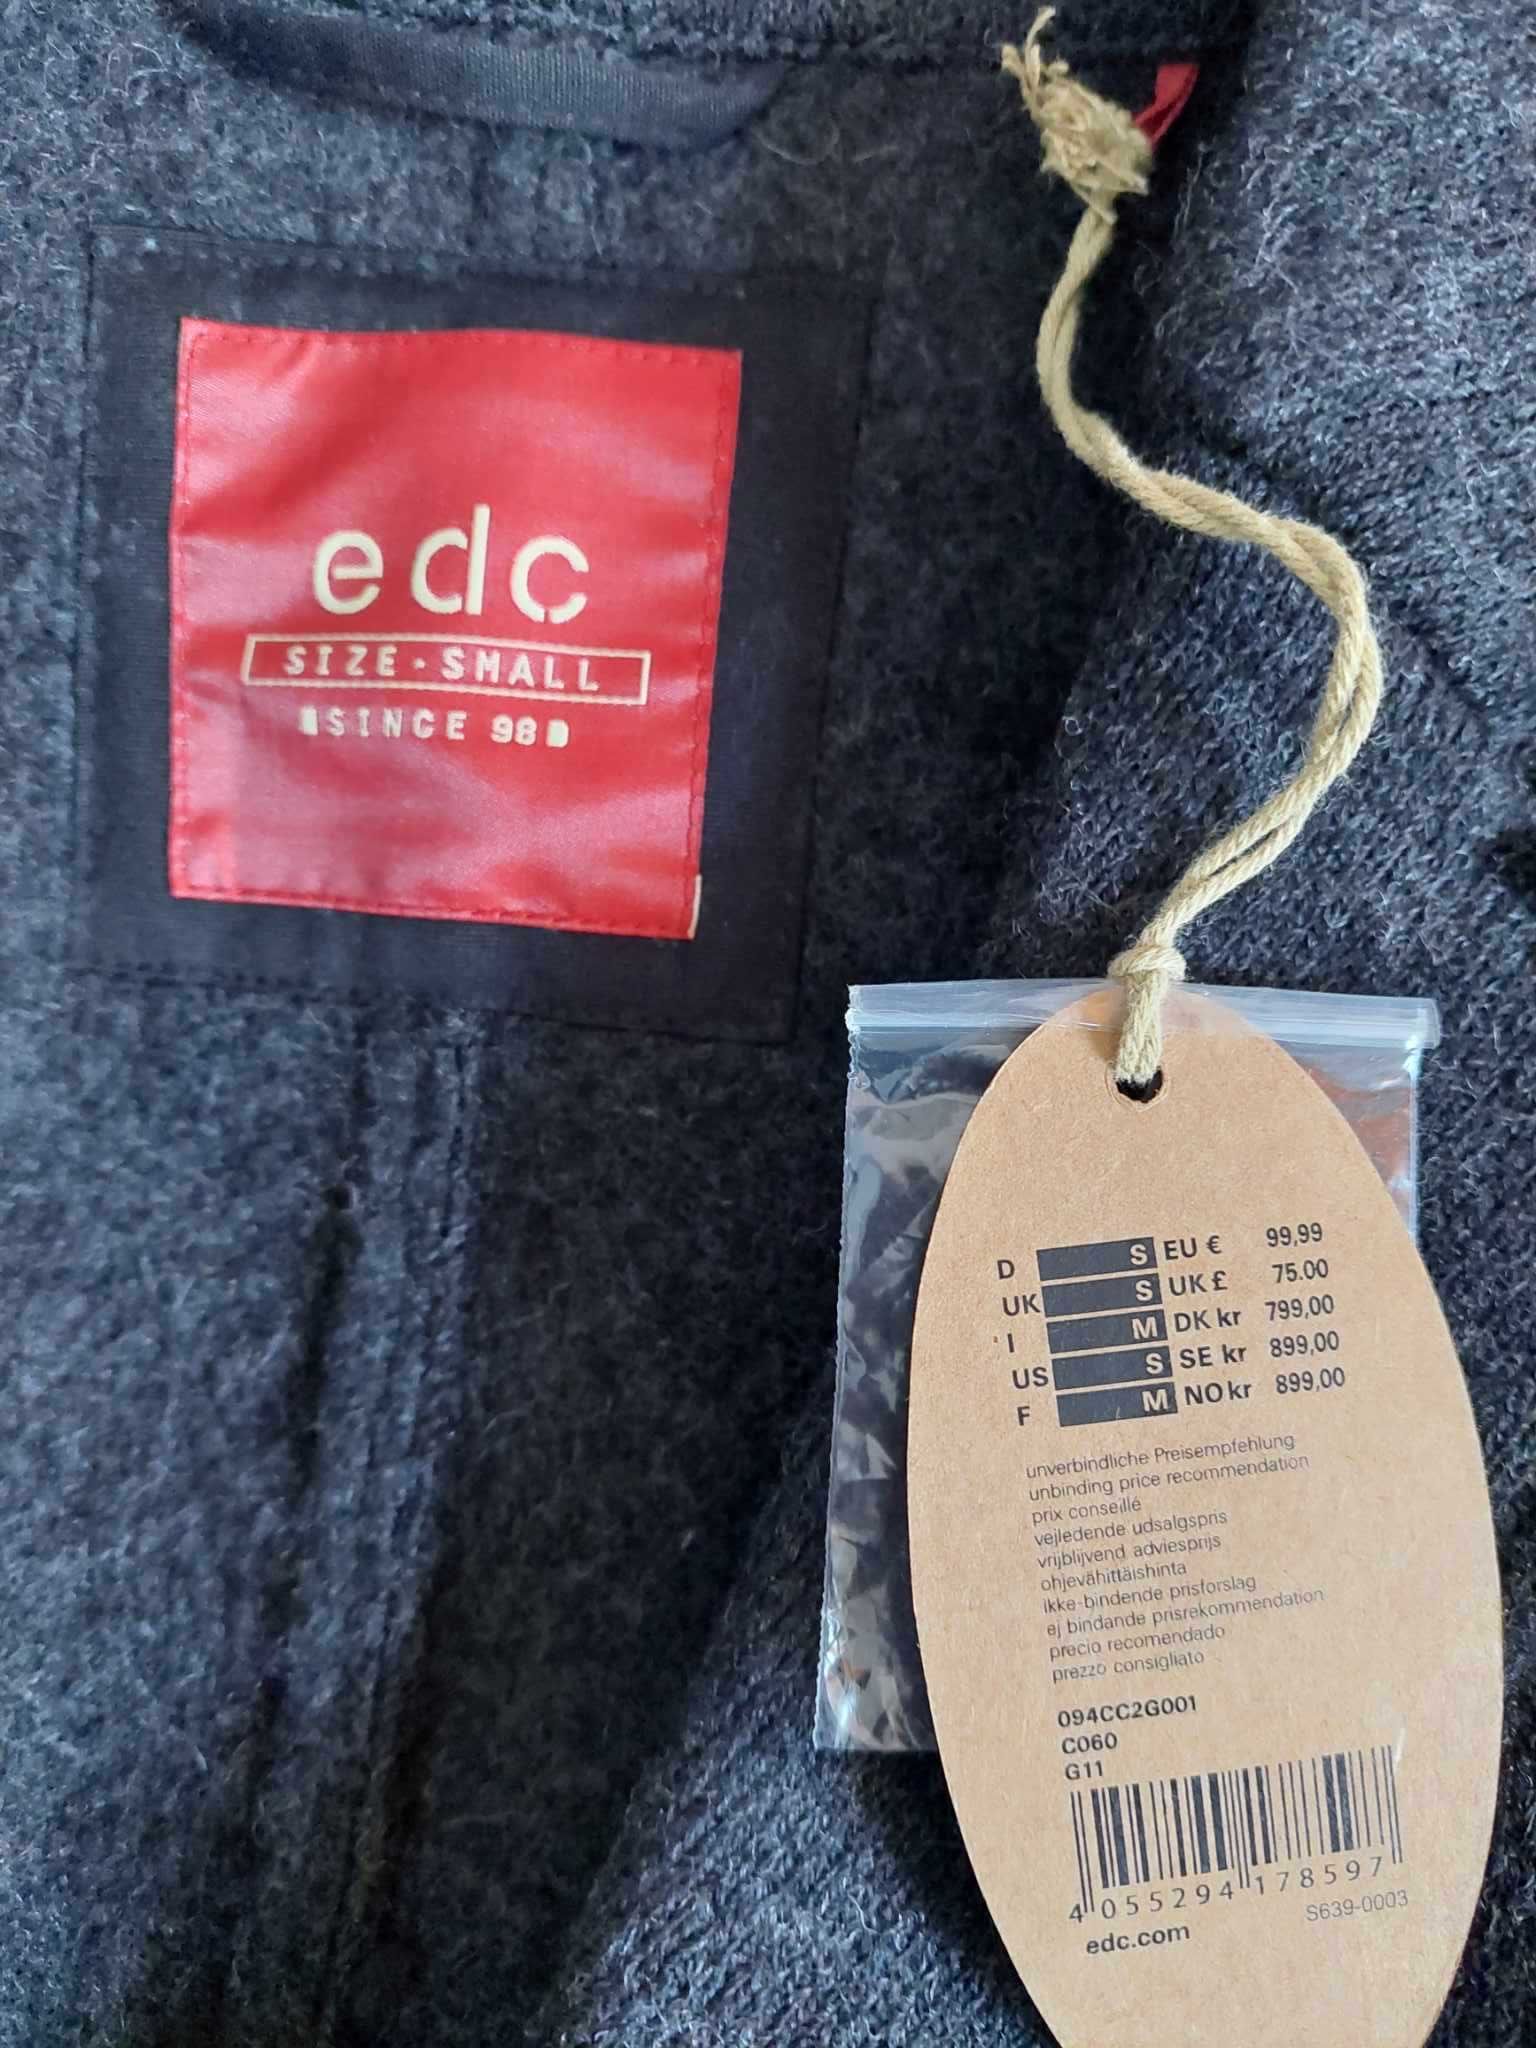 edc
SIZE · SMALL
SINCE 98
D S EU € 99,99
UK S UK £ 75.00
I M DK kr 799,00
US S SE kr 899,00
F M NO kr 899,00
unverbindliche Preisempfehlung
unbinding price recommendation
prix conseillé
vejledende udsalgspris
vrijblijvend adviesprijs
ohjevähittäishinta
ikke-bindende prisforslag
ej bindande prisrekommendation
precio recomendado
prezzo consigliato
094CC2G001
C060
G11
4 055294 178597
edc.com S639-0003